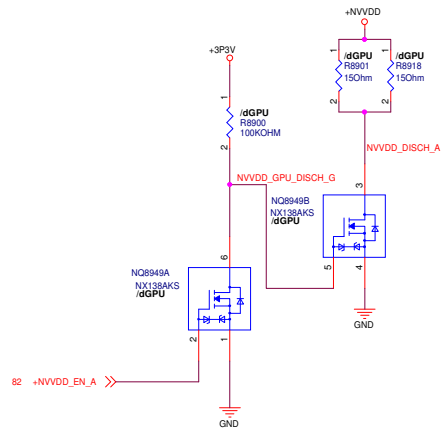 +NVVDD
/dGPU
R8901
15Ohm
/dGPU
R8918
15Ohm
1
1
2
2
+3P3V
1
/dGPU
R8900
100KOHM
2
NVVDD_DISCH_A
NVVDD_GPU_DISCH_G
3
NQ8949B
NX138AKS
/dGPU
5
4
GND
6
NQ8949A
NX138AKS
/dGPU
2
1
82 +NVVDD_EN_A
GND